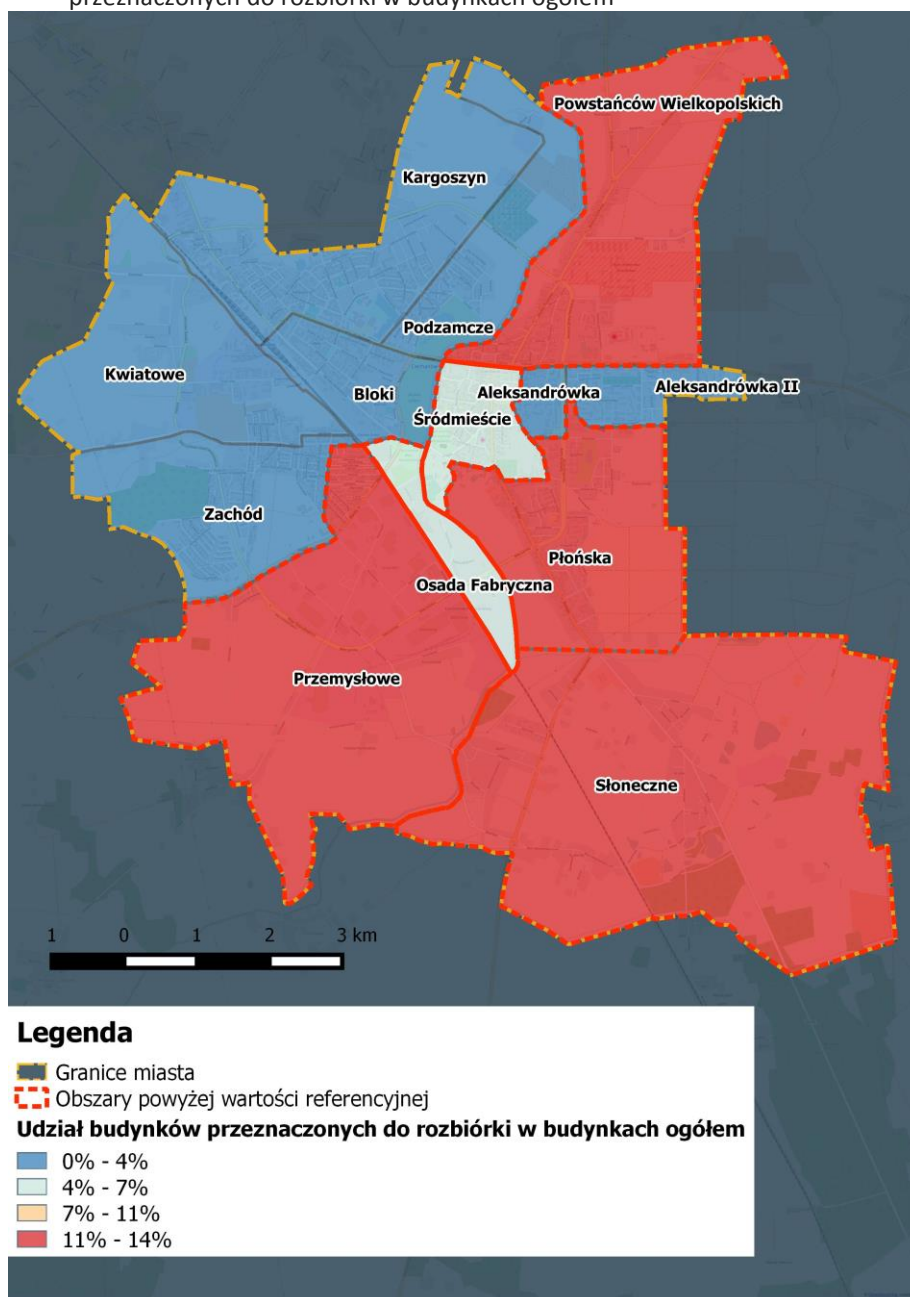 przeznaczonych do rozbiórki w budynkach ogółem
Powstańców Wielkopolskich
Kargoszyn
Podzamcze
Kwiatowe
Bloki
Aleksandrówka
Aleksandrówka II
Śródmieście
Zachód
Płońska
Osada Fabryczna
Przemysłowe
Słoneczne
1 0 1 2 3 km
Legenda
Granice miasta
Obszary powyżej wartości referencyjnej
Udział budynków przeznaczonych do rozbiórki w budynkach ogółem
0% - 4%
4% - 7%
7% - 11%
11% - 14%